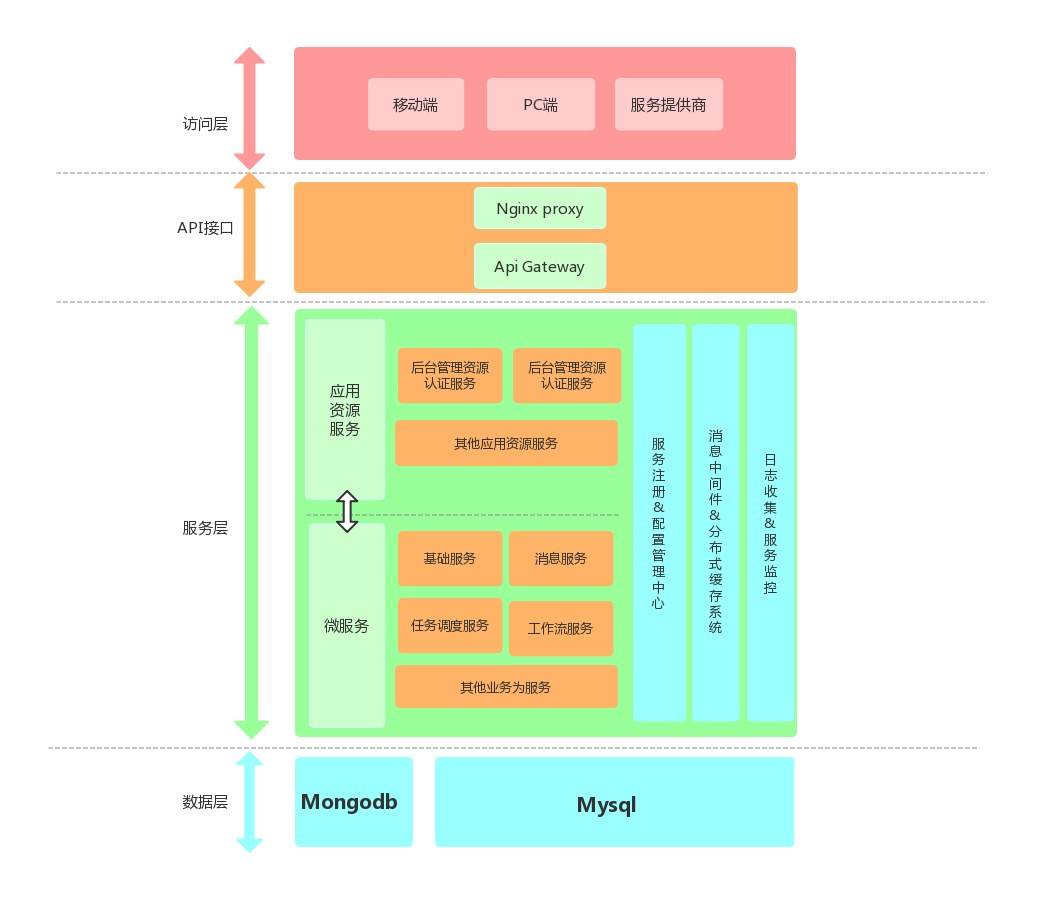 访问层
移动端
PC端
服务提供商
API接口
Nginx proxy
Api Gateway
服务层
应用
资源
服务
后台管理资源
认证服务
后台管理资源
认证服务
其他应用资源服务
微服务
基础服务
消息服务
任务调度服务
工作流服务
其他业务为服务
服务注册&配置管理中心
消息中间件&分布式缓存系统
日志收集&服务监控
数据层
Mongodb
Mysql